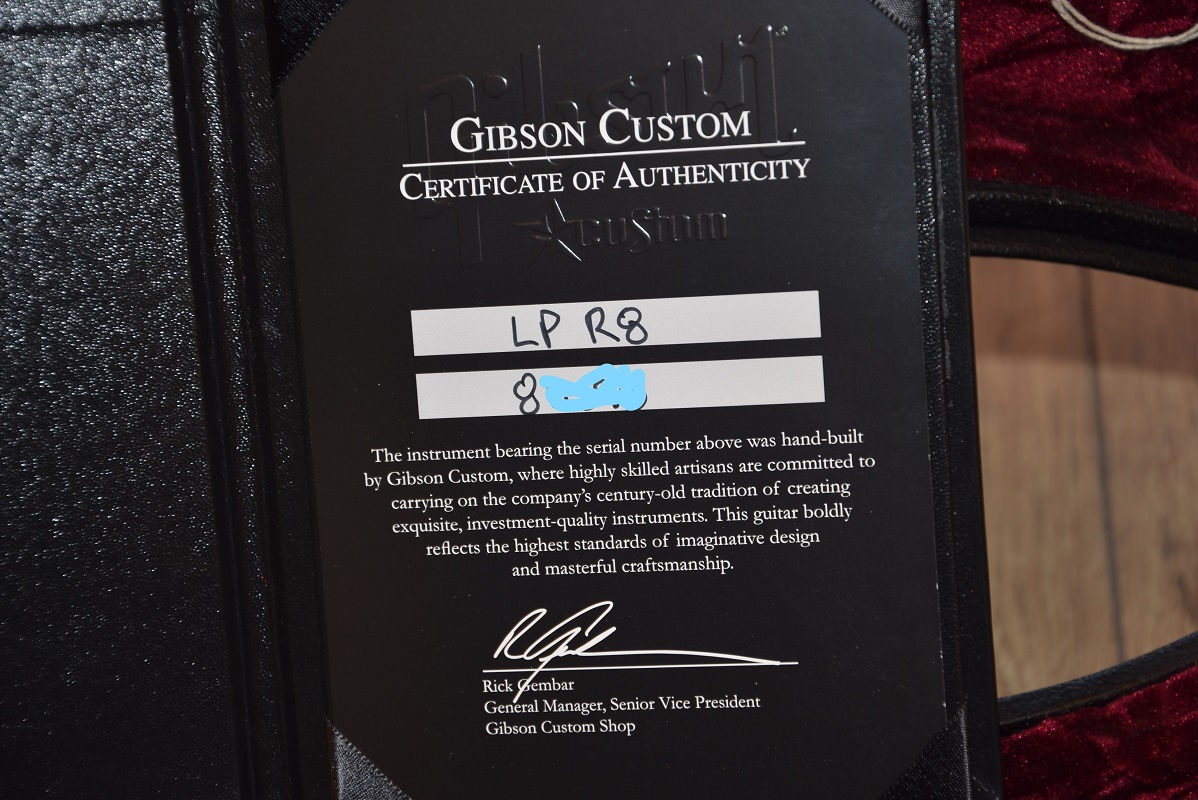 Gibson
GIBSON CUSTOM
CERTIFICATE OF AUTHENTICITY
custom
LP R8
8
The instrument bearing the serial number above was hand-built
by Gibson Custom, where highly skilled artisans are committed to
carrying on the company's century-old tradition of creating
exquisite, investment-quality instruments. This guitar boldly
reflects the highest standards of imaginative design
and masterful craftsmanship.
Rick Gembar
General Manager, Senior Vice President
Gibson Custom Shop